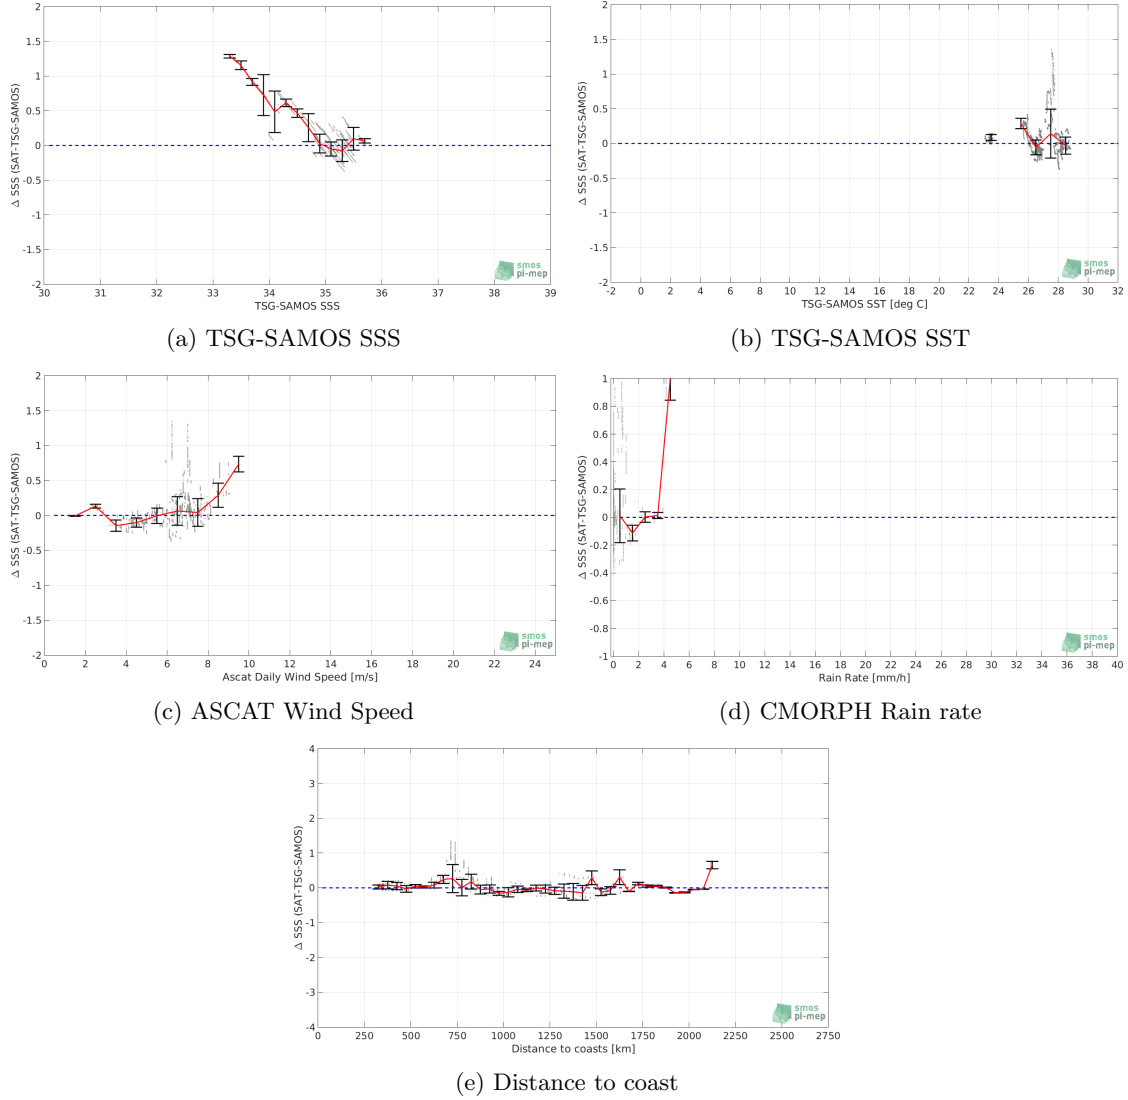 2
1.5
1
0.5
0
-0.5
-1
-1.5
-2
Δ SSS (SAT-TSG-SAMOS)
30 31 32 33 34 35 36 37 38 39
TSG-SAMOS SSS
smos
pi-mep
(a) TSG-SAMOS SSS
2
1.5
1
0.5
0
-0.5
-1
-1.5
-2
Δ SSS (SAT-TSG-SAMOS)
-2 0 2 4 6 8 10 12 14 16 18 20 22 24 26 28 30 32
TSG-SAMOS SST [deg C]
smos
pi-mep
(b) TSG-SAMOS SST
2
1.5
1
0.5
0
-0.5
-1
-1.5
-2
Δ SSS (SAT-TSG-SAMOS)
0 2 4 6 8 10 12 14 16 18 20 22 24
Ascat Daily Wind Speed [m/s]
smos
pi-mep
(c) ASCAT Wind Speed
1
0.8
0.6
0.4
0.2
0
-0.2
-0.4
-0.6
-0.8
-1
Δ SSS (SAT-TSG-SAMOS)
0 2 4 6 8 10 12 14 16 18 20 22 24 26 28 30 32 34 36 38 40
Rain Rate [mm/h]
smos
pi-mep
(d) CMORPH Rain rate
4
3
2
1
0
-1
-2
-3
-4
Δ SSS (SAT-TSG-SAMOS)
0 250 500 750 1000 1250 1500 1750 2000 2250 2500 2750
Distance to coasts [km]
smos
pi-mep
(e) Distance to coast